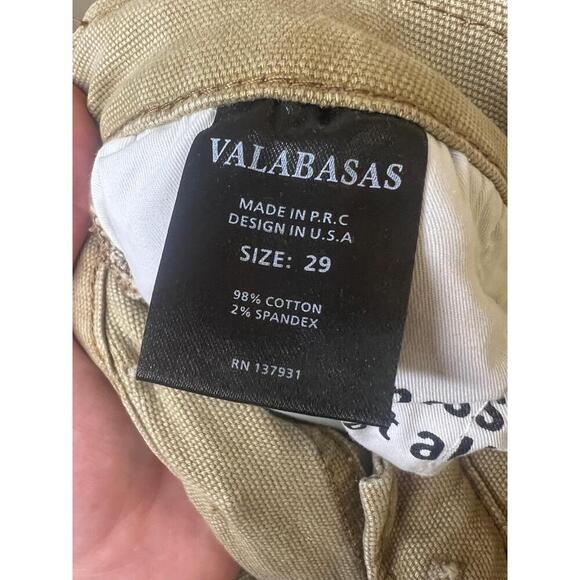 VALABASAS
MADE IN P.R.C
DESIGN IN U.S.A
SIZE: 29
98% COTTON
2% SPANDEX
RN 137931